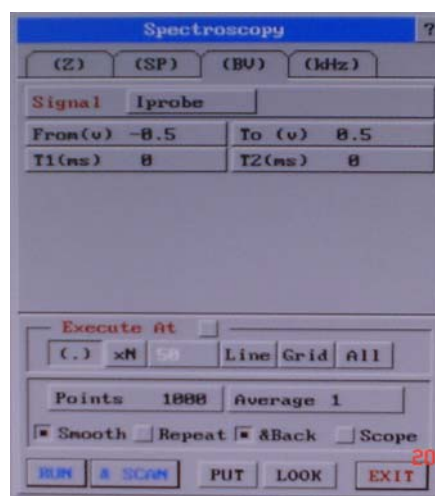 Spectroscopy ?
(Z) (SP) (BV) (kHz)
Signal Iprobe
From(v) -0.5 To (v) 0.5
T1(ms) 0 T2(ms) 0
Execute At
(.) xN 50 Line Grid All
Points 1000 Average 1
Smooth Repeat &Back Scope
RUN & SCAN PUT LOOK EXIT
20